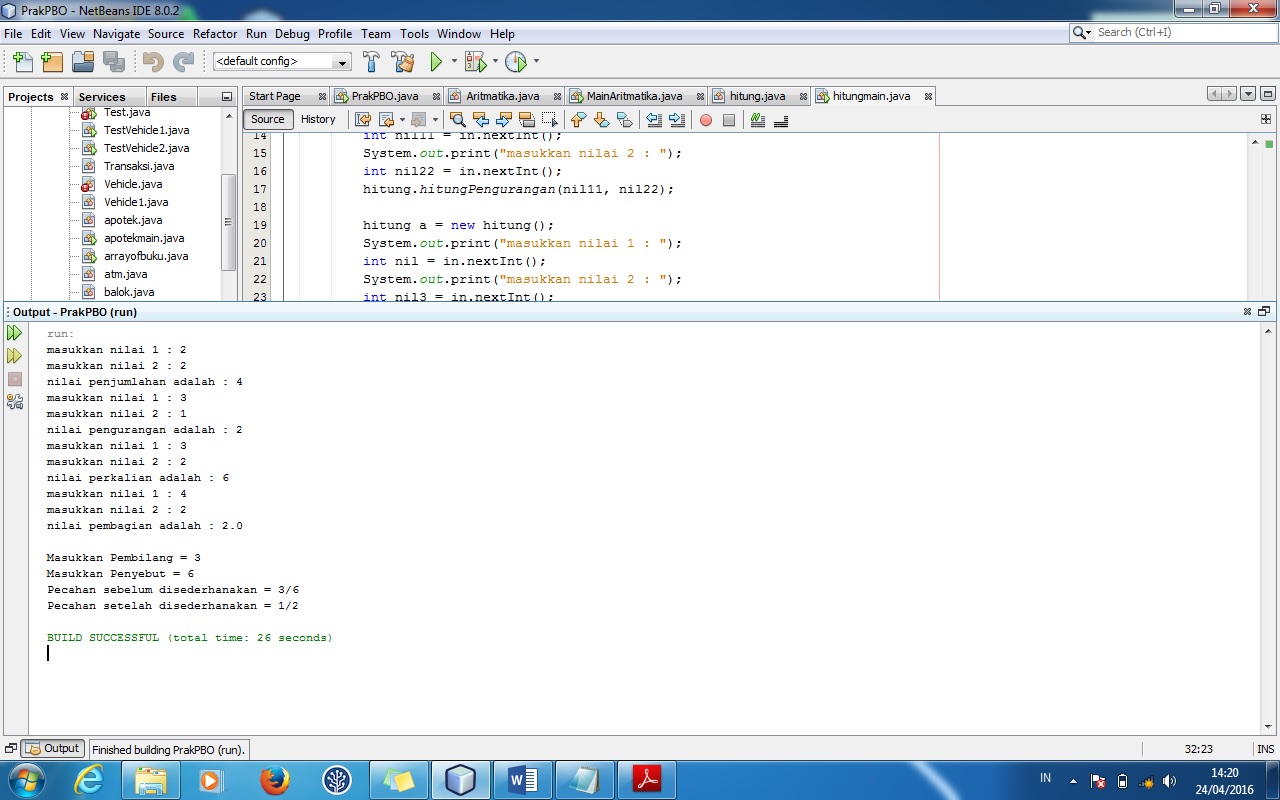 PrakPBO - NetBeans IDE 8.0.2
File Edit View Navigate Source Refactor Run Debug Profile Team Tools Window Help
Search (Ctrl+I)
<default config>
Projects Services Files
Start Page PrakPBO.java Aritmatika.java MainAritmatika.java hitung.java hitungmain.java
Source History
Test.java
TestVehicle1.java
TestVehicle2.java
Transaksi.java
Vehicle.java
Vehicle1.java
apotek.java
apotekmain.java
arrayofbuku.java
atm.java
balok.java
14 int nil11 = in.nextInt();
15 System.out.print("masukkan nilai 2 : ");
16 int nil22 = in.nextInt();
17 hitung.hitungPengurangan(nil11, nil22);
18
19 hitung a = new hitung();
20 System.out.print("masukkan nilai 1 : ");
21 int nil = in.nextInt();
22 System.out.print("masukkan nilai 2 : ");
23 int nil3 = in.nextInt();
Output - PrakPBO (run)
run:
masukkan nilai 1 : 2
masukkan nilai 2 : 2
nilai penjumlahan adalah : 4
masukkan nilai 1 : 3
masukkan nilai 2 : 1
nilai pengurangan adalah : 2
masukkan nilai 1 : 3
masukkan nilai 2 : 2
nilai perkalian adalah : 6
masukkan nilai 1 : 4
masukkan nilai 2 : 2
nilai pembagian adalah : 2.0
Masukkan Pembilang = 3
Masukkan Penyebut = 6
Pecahan sebelum disederhanakan = 3/6
Pecahan setelah disederhanakan = 1/2
BUILD SUCCESSFUL (total time: 26 seconds)
Output
Finished building PrakPBO (run).
32:23 INS
IN
14:20
24/04/2016